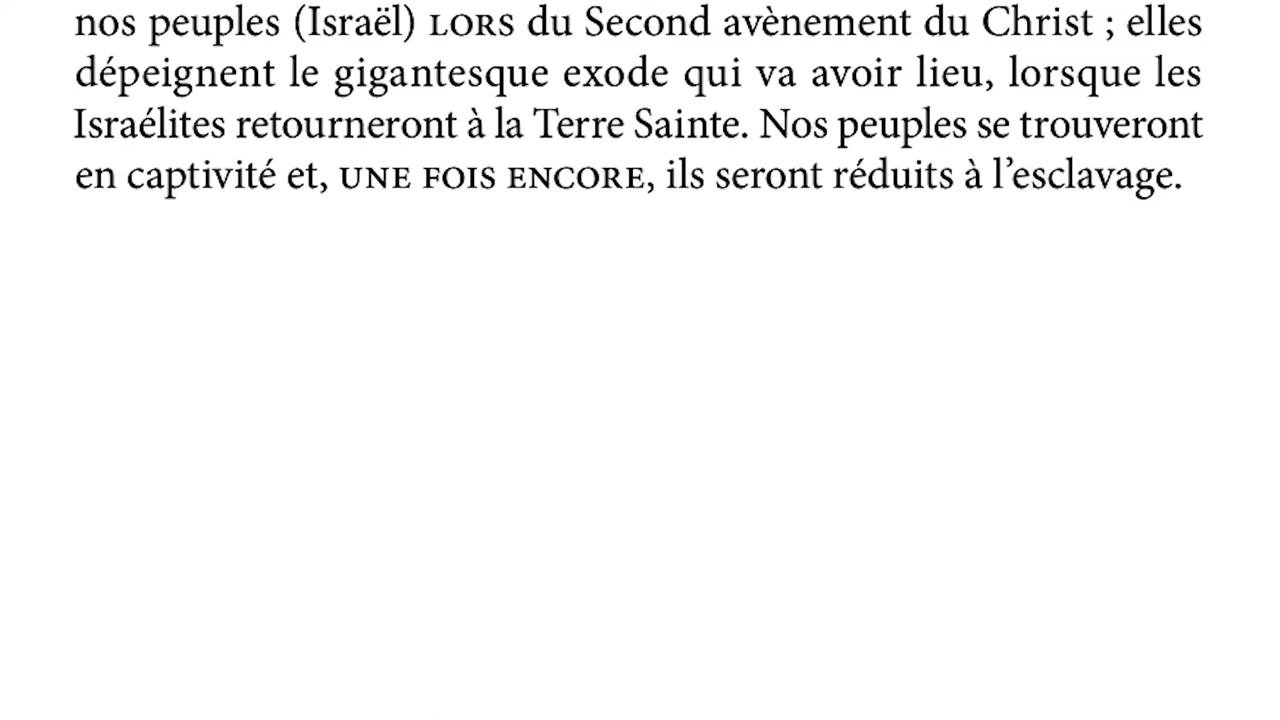 nos peuples (Israël) LORS du Second avènement du Christ ; elles
dépeignent le gigantesque exode qui va avoir lieu, lorsque les
Israélites retourneront à la Terre Sainte. Nos peuples se trouveront
en captivité et, UNE FOIS ENCORE, ils seront réduits à l’esclavage.